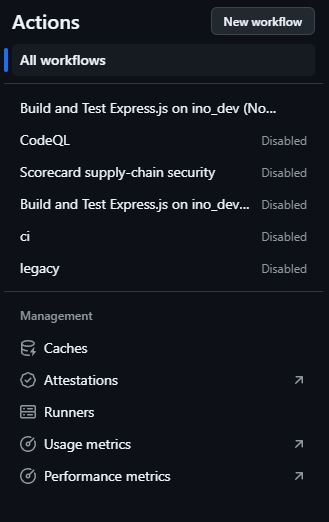 Actions
New workflow
All workflows
Build and Test Express.js on ino_dev (No...
CodeQL Disabled
Scorecard supply-chain security Disabled
Build and Test Express.js on ino_dev... Disabled
ci Disabled
legacy Disabled
Management
Caches
Attestations
Runners
Usage metrics
Performance metrics